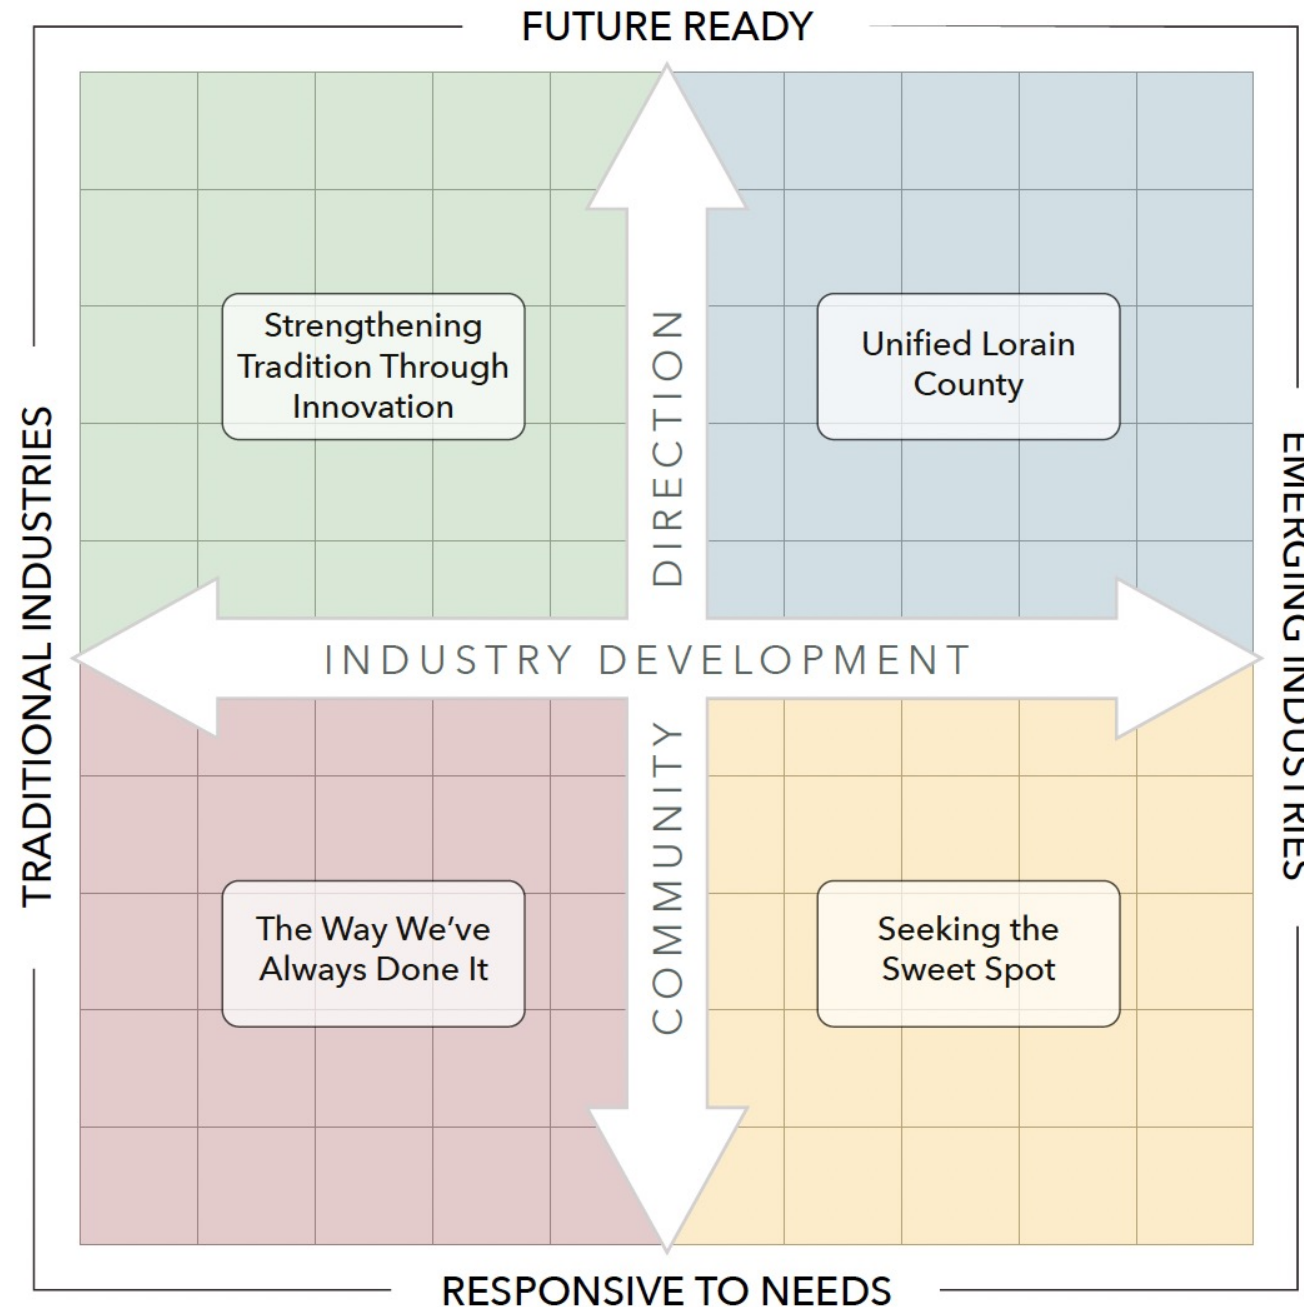 FUTURE READY
Strengthening
Tradition Through
Innovation
Unified Lorain
County
TRADITIONAL INDUSTRIES
EMERGING INDUSTRIES
INDUSTRY DEVELOPMENT
COMMUNITY DIRECTION
The Way We’ve
Always Done It
Seeking the
Sweet Spot
RESPONSIVE TO NEEDS